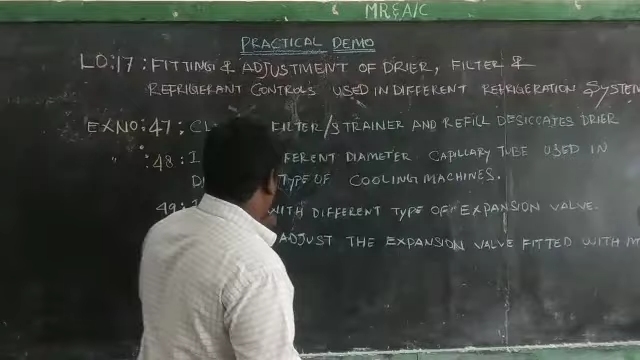 MR & A/C
PRACTICAL DEMO
LO:17: FITTING & ADJUSTMENT OF DRIER, FILTER &
REFRIGERANT CONTROLS USED IN DIFFERENT REFRIGERATION SYSTEM
EX NO: 47: CL FILTER/STRAINER AND REFILL DESICCATES DRIER
" : 48: I FERENT DIAMETER CAPILLARY TUBE USED IN
D TYPE OF COOLING MACHINES.
49: WITH DIFFERENT TYPE OF EXPANSION VALVE.
ADJUST THE EXPANSION VALVE FITTED WITH